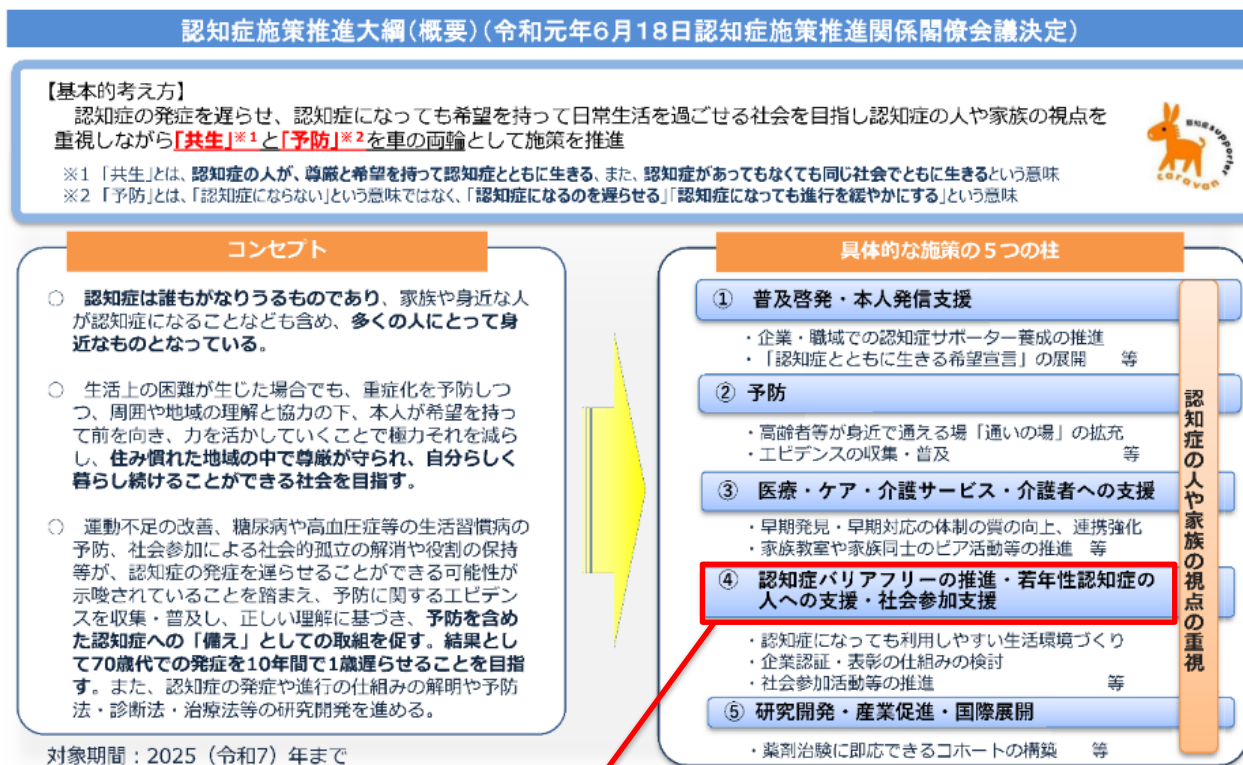 認知症施策推進大綱(概要)(令和元年6月18日認知症施策推進関係閣僚会議決定)
【基本的考え方】
認知症の発症を遅らせ、認知症になっても希望を持って日常生活を過ごせる社会を目指し認知症の人や家族の視点を
重視しながら「共生」※1と「予防」※2を車の両輪として施策を推進
※1 「共生」とは、認知症の人が、尊厳と希望を持って認知症とともに生きる、また、認知症があってもなくても同じ社会でともに生きるという意味
※2 「予防」とは、「認知症にならない」という意味ではなく、「認知症になるのを遅らせる」「認知症になっても進行を緩やかにする」という意味
認知症supporter
caravan
コンセプト
○ 認知症は誰もがなりうるものであり、家族や身近な人
が認知症になることなども含め、多くの人にとって身
近なものとなっている。
○ 生活上の困難が生じた場合でも、重症化を予防しつ
つ、周囲や地域の理解と協力の下、本人が希望を持っ
て前を向き、力を活かしていくことで極力それを減ら
し、住み慣れた地域の中で尊厳が守られ、自分らしく
暮らし続けることができる社会を目指す。
○ 運動不足の改善、糖尿病や高血圧症等の生活習慣病の
予防、社会参加による社会的孤立の解消や役割の保持
等が、認知症の発症を遅らせることができる可能性が
示唆されていることを踏まえ、予防に関するエビデン
スを収集・普及し、正しい理解に基づき、予防を含め
た認知症への「備え」としての取組を促す。結果とし
て70歳代での発症を10年間で1歳遅らせることを目指
す。また、認知症の発症や進行の仕組みの解明や予防
法・診断法・治療法等の研究開発を進める。
対象期間：2025（令和7）年まで
具体的な施策の5つの柱
① 普及啓発・本人発信支援
・企業・職域での認知症サポーター養成の推進
・「認知症とともに生きる希望宣言」の展開 等
② 予防
・高齢者等が身近で通える場「通いの場」の拡充
・エビデンスの収集・普及 等
③ 医療・ケア・介護サービス・介護者への支援
・早期発見・早期対応の体制の質の向上、連携強化
・家族教室や家族同士のピア活動等の推進 等
④ 認知症バリアフリーの推進・若年性認知症の
人への支援・社会参加支援
・認知症になっても利用しやすい生活環境づくり
・企業認証・表彰の仕組みの検討
・社会参加活動等の推進 等
⑤ 研究開発・産業促進・国際展開
・薬剤治験に即応できるコホートの構築 等
認知症の人や家族の視点の重視